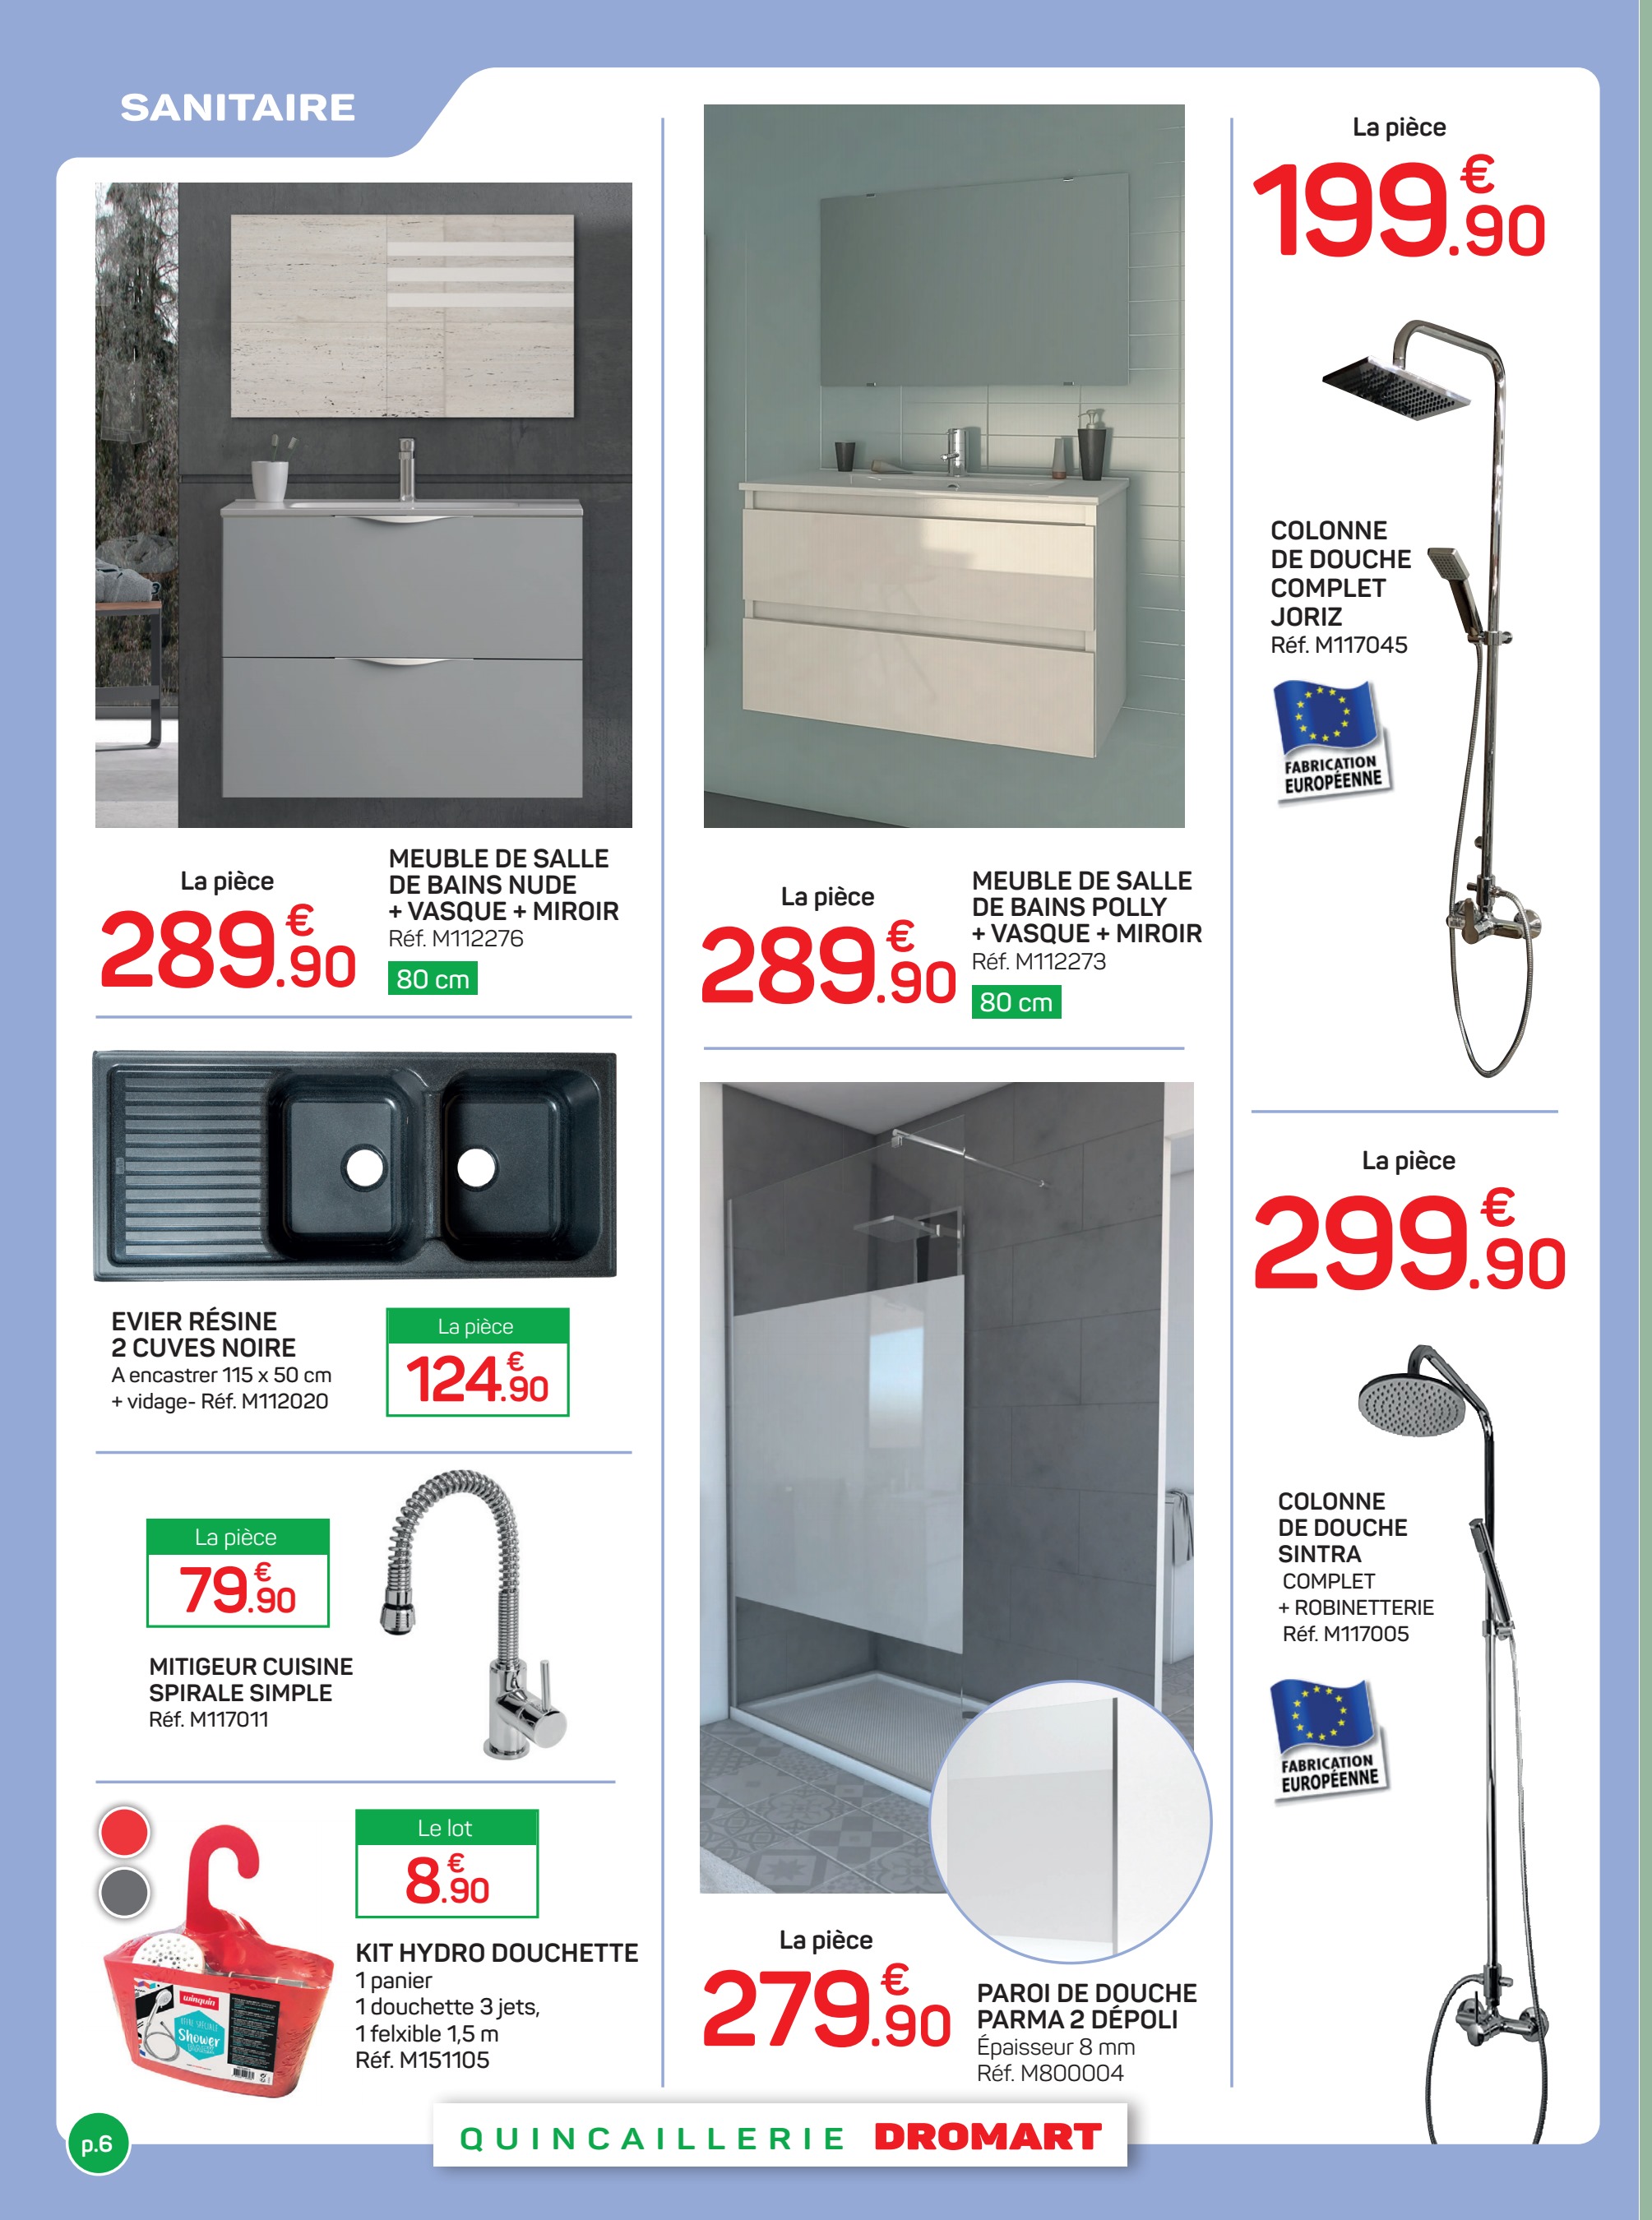 SANITAIRE
La pièce
289.€90
MEUBLE DE SALLE
DE BAINS NUDE
+ VASQUE + MIROIR
Réf. M112276
80 cm
EVIER RÉSINE
2 CUVES NOIRE
A encastrer 115 x 50 cm
+ vidage- Réf. M112020
La pièce
124.€90
La pièce
79.€90
MITIGEUR CUISINE
SPIRALE SIMPLE
Réf. M117011
Le lot
8.€90
KIT HYDRO DOUCHETTE
1 panier
1 douchette 3 jets,
1 felxible 1,5 m
Réf. M151105
winquin
Shower
La pièce
289.€90
MEUBLE DE SALLE
DE BAINS POLLY
+ VASQUE + MIROIR
Réf. M112273
80 cm
La pièce
279.€90
PAROI DE DOUCHE
PARMA 2 DÉPOLI
Épaisseur 8 mm
Réf. M800004
La pièce
199.€90
COLONNE
DE DOUCHE
COMPLET
JORIZ
Réf. M117045
FABRICATION
EUROPÉENNE
La pièce
299.€90
COLONNE
DE DOUCHE
SINTRA
COMPLET
+ ROBINETTERIE
Réf. M117005
FABRICATION
EUROPÉENNE
p.6
QUINCAILLERIE DROMART